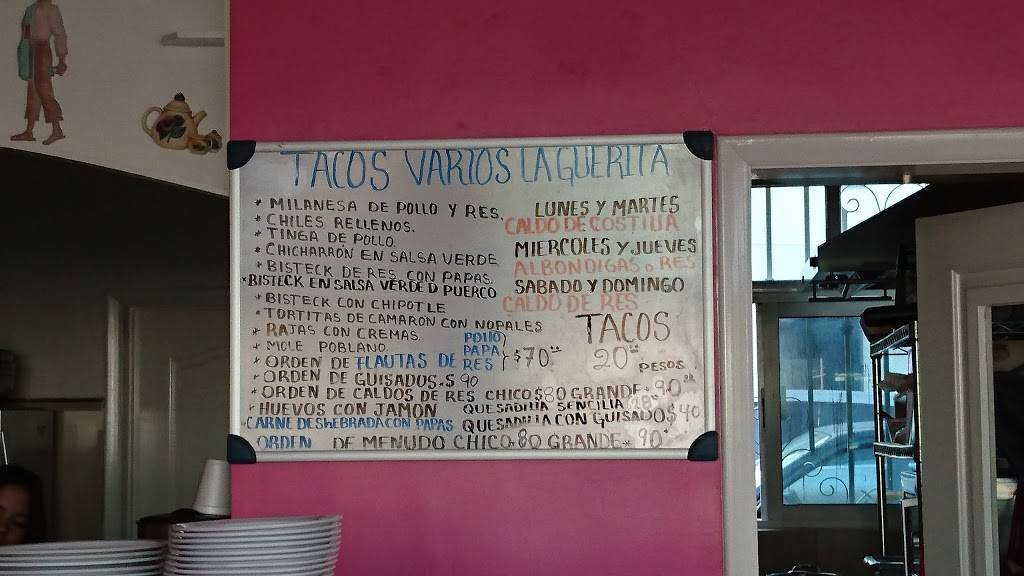 TACOS VARIOS LA GUERITA
* MILANESA DE POLLO Y RES.
* CHILES RELLENOS.
* TINGA DE POLLO.
* CHICHARRÓN EN SALSA VERDE
* BISTECK DE RES CON PAPAS.
* BISTECK EN SALSA VERDE D PUERCO
* BISTECK CON CHIPOTLE
* TORTITAS DE CAMARON CON NOPALES
* RAJAS CON CREMAS.
* MOLE POBLANO.
LUNES Y MARTES
CALDO DE COSTILLA
MIERCOLES Y JUEVES
ALBONDIGAS D RES
SABADO Y DOMINGO
CALDO DE RES
TACOS
20 PESOS
* ORDEN DE FLAUTAS DE POLLO PAPA RES $70
* ORDEN DE GUISADOS.$ 90
* ORDEN DE CALDOS DE RES CHICO $80 GRANDE 90
* HUEVOS CON JAMON QUESADILLA SENCILLA
* CARNE DESHEBRADA CON PAPAS QUESADILLA CON GUISADO $ 40
ORDEN DE MENUDO CHICO 80 GRANDE 90